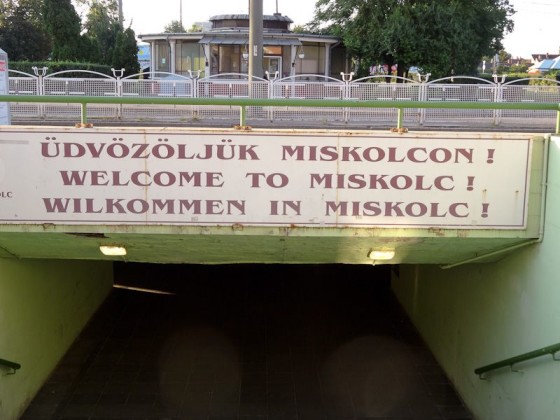 ÜDVÖZÖLJÜK MISKOLCON !
WELCOME TO MISKOLC !
WILKOMMEN IN MISKOLC !